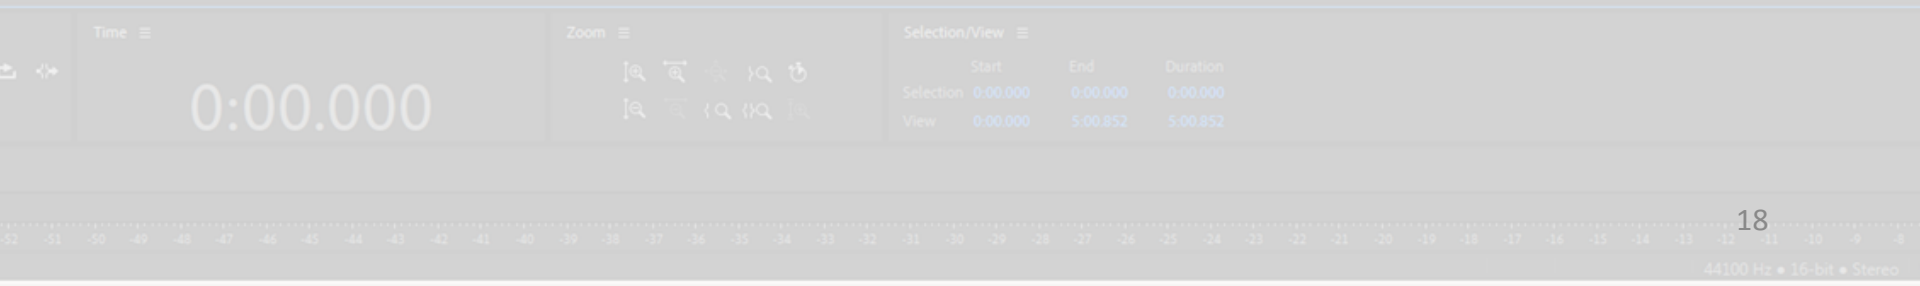 Time Zoom Selection/View
Start End Duration
0:00.000
Selection 0:00.000 0:00.000 0:00.000
View 0:00.000 5:00.852 5:00.852
18
-52 -51 -50 -49 -48 -47 -46 -45 -44 -43 -42 -41 -40 -39 -38 -37 -36 -35 -34 -33 -32 -31 -30 -29 -28 -27 -26 -25 -24 -23 -22 -21 -20 -19 -18 -17 -16 -15 -14 -13 -12 -11 -10 -9 -8
44100 Hz ● 16-bit ● Stereo